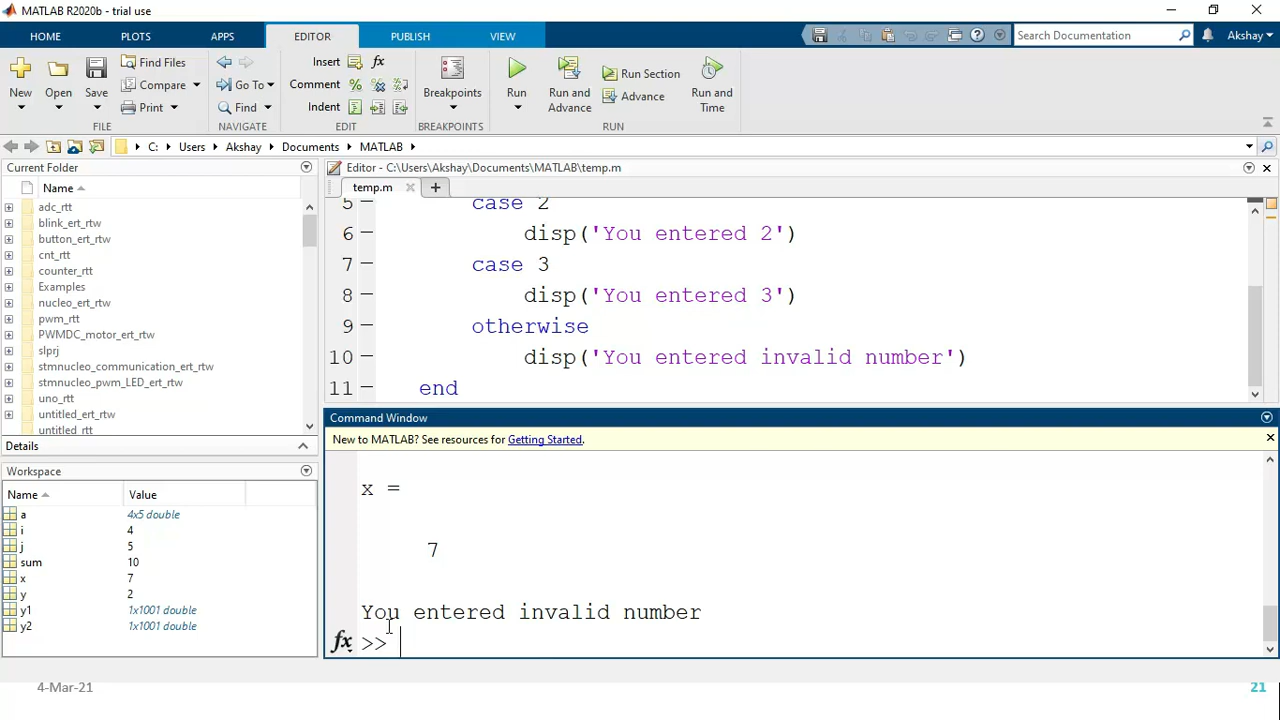 MATLAB R2020b - trial use
HOME PLOTS APPS EDITOR PUBLISH VIEW Search Documentation Akshay
New Open Save Find Files Compare Print
Go To Find
Insert Comment Indent
Breakpoints
Run Run and Advance Run Section Advance Run and Time
FILE NAVIGATE EDIT BREAKPOINTS RUN
C: Users Akshay Documents MATLAB
Current Folder
Name
adc_rtt
blink_ert_rtw
button_ert_rtw
cnt_rtt
counter_rtt
Examples
nucleo_ert_rtw
pwm_rtt
PWMDC_motor_ert_rtw
slprj
stmnucleo_communication_ert_rtw
stmnucleo_pwm_LED_ert_rtw
uno_rtt
untitled_ert_rtw
untitled_rtt
Details
Workspace
Name Value
a 4x5 double
i 4
j 5
sum 10
x 7
y 2
y1 1x1001 double
y2 1x1001 double
Editor - C:\Users\Akshay\Documents\MATLAB\temp.m
temp.m
5 case 2
6 disp('You entered 2')
7 case 3
8 disp('You entered 3')
9 otherwise
10 disp('You entered invalid number')
11 end
Command Window
New to MATLAB? See resources for Getting Started.
x =
7
You entered invalid number
fx >>
4-Mar-21
21